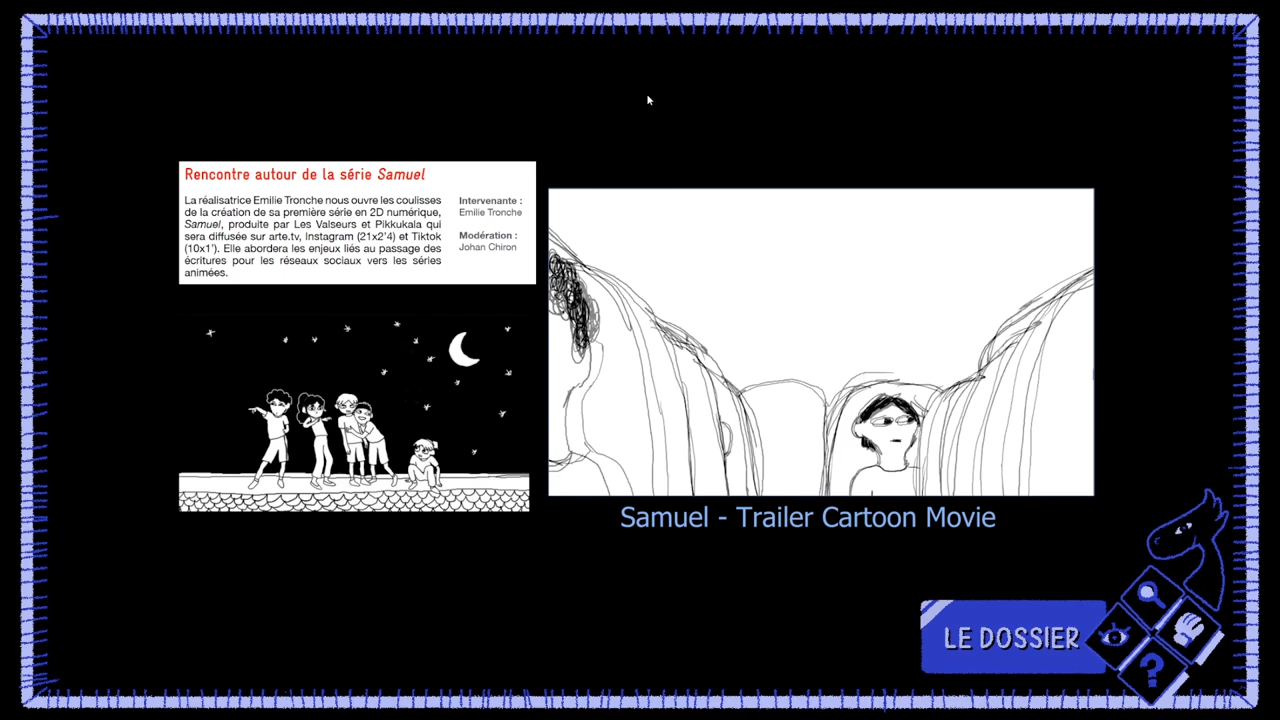 Rencontre autour de la série Samuel
La réalisatrice Emilie Tronche nous ouvre les coulisses
de la création de sa première série en 2D numérique,
Samuel, produite par Les Valseurs et Pikkukala qui
sera diffusée sur arte.tv, Instagram (21x2'4) et Tiktok
(10x1'). Elle abordera les enjeux liés au passage des
écritures pour les réseaux sociaux vers les séries
animées.
Intervenante :
Emilie Tronche
Modération :
Johan Chiron
Samuel - Trailer Cartoon Movie
LE DOSSIER
?